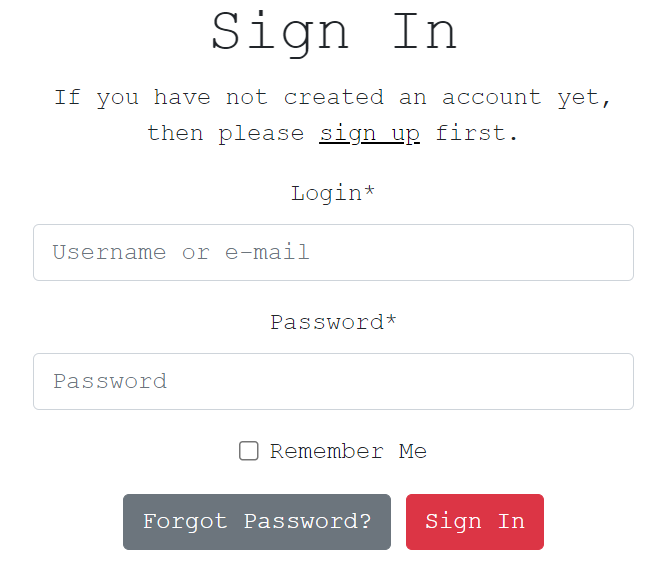 Sign In
If you have not created an account yet,
then please sign up first.
Login*
Username or e-mail
Password*
Password
Remember Me
Forgot Password? Sign In